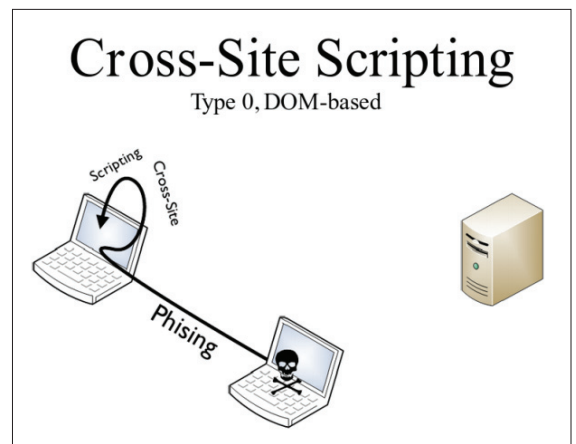 Cross-Site Scripting
Type 0, DOM-based
Scripting
Cross-Site
Phising